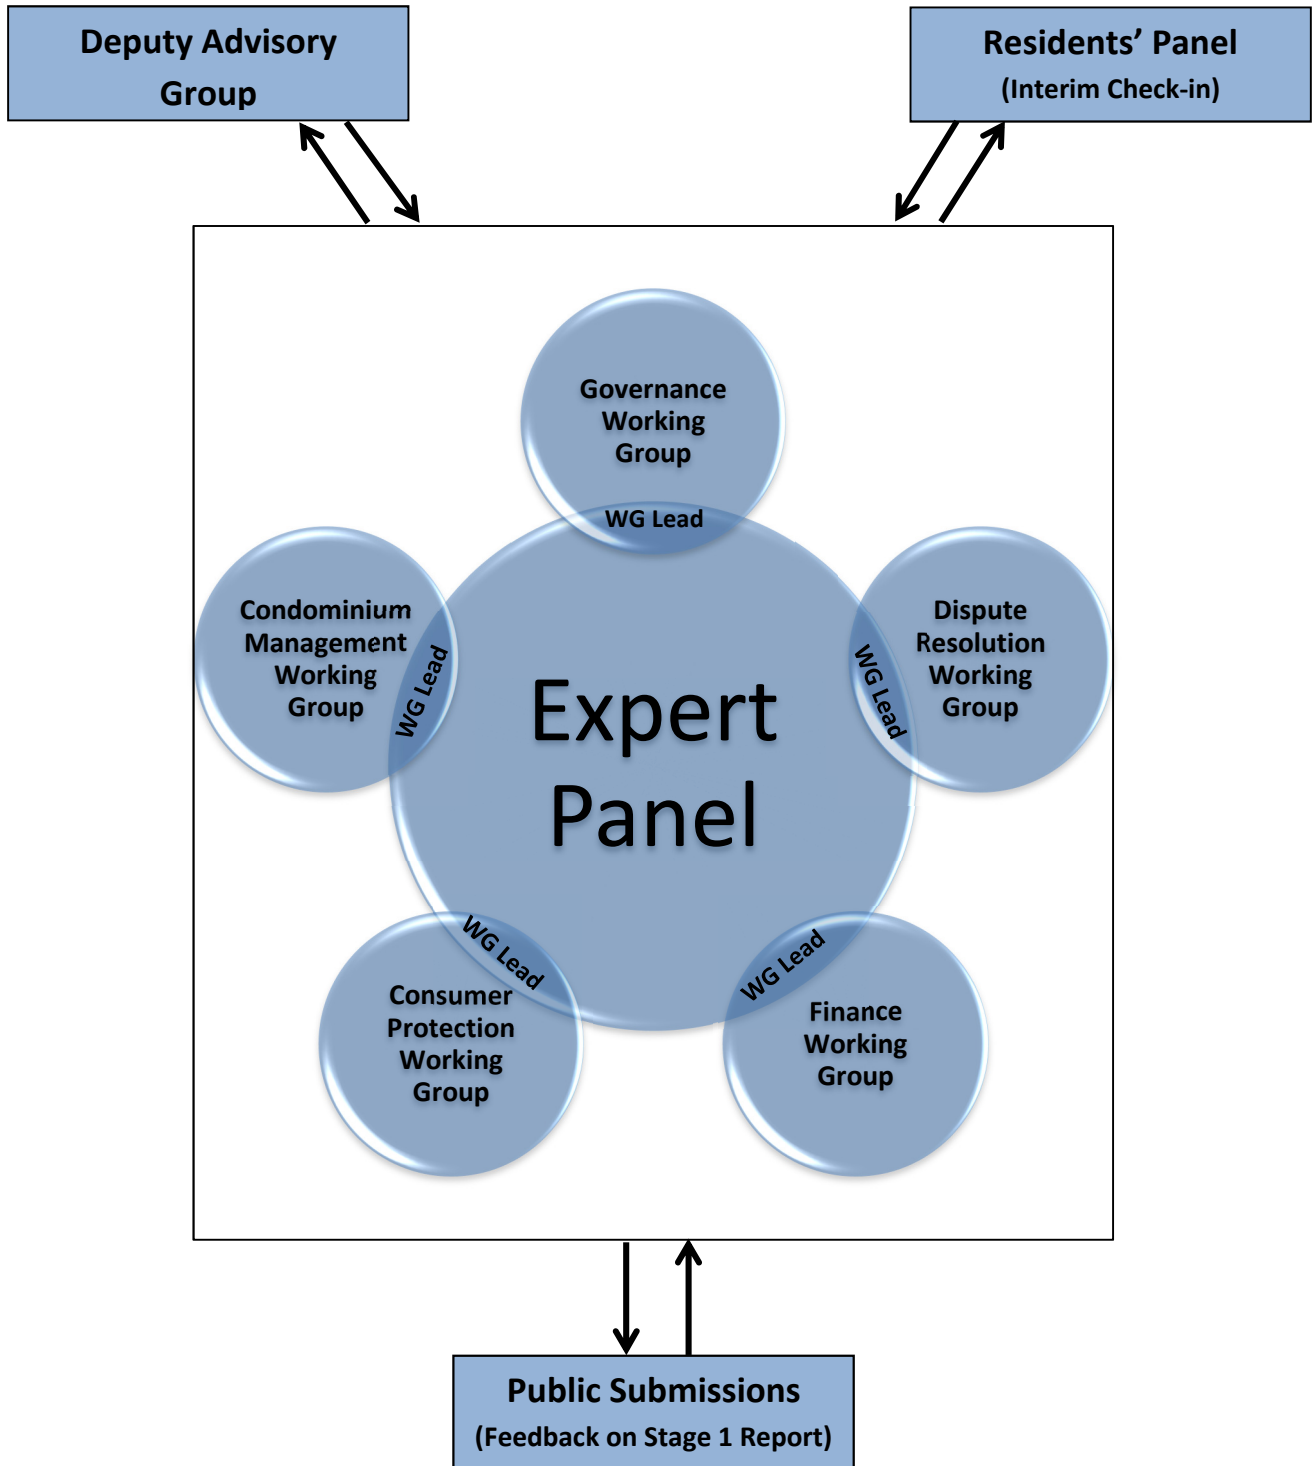 Deputy Advisory
Group
Residents’ Panel
(Interim Check-in)
Governance
Working
Group
WG Lead
Condominium
Management
Working
Group
WG Lead
Dispute
Resolution
Working
Group
WG Lead
Expert
Panel
Consumer
Protection
Working
Group
WG Lead
Finance
Working
Group
WG Lead
Public Submissions
(Feedback on Stage 1 Report)